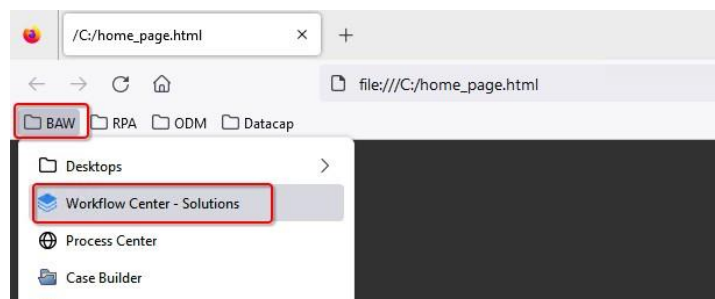 /C:/home_page.html
file:///C:/home_page.html
BAW RPA ODM Datacap
Desktops
Workflow Center - Solutions
Process Center
Case Builder